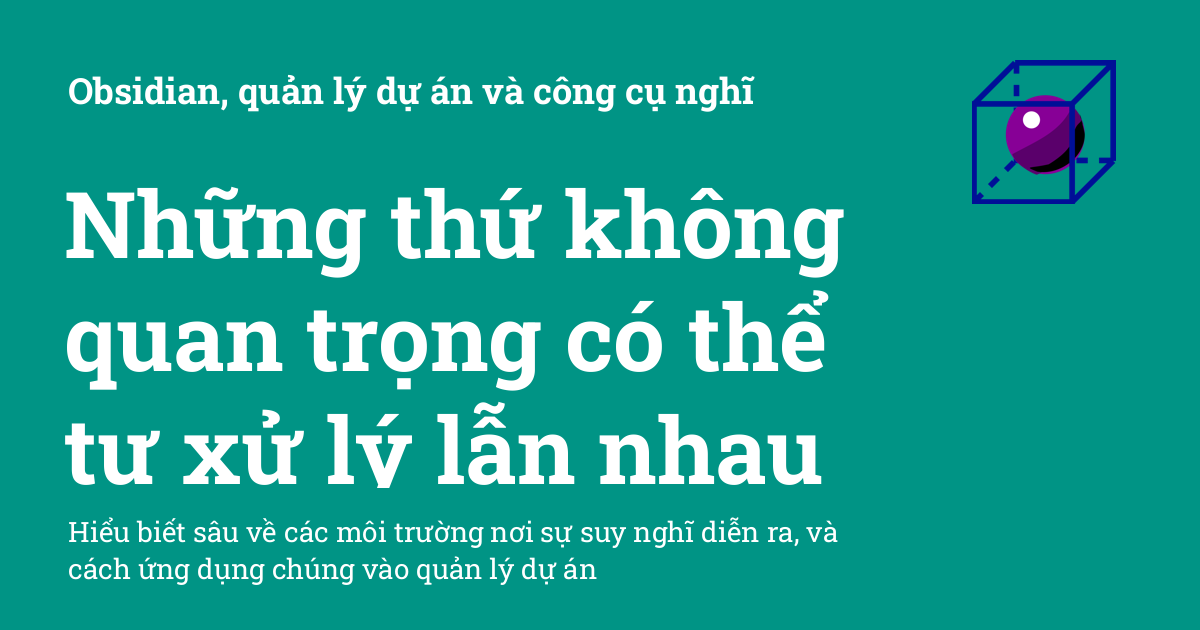 Obsidian, quản lý dự án và công cụ nghĩ
Những thứ không
quan trọng có thể
tư xử lý lẫn nhau
Hiểu biết sâu về các môi trường nơi sự suy nghĩ diễn ra, và
cách ứng dụng chúng vào quản lý dự án